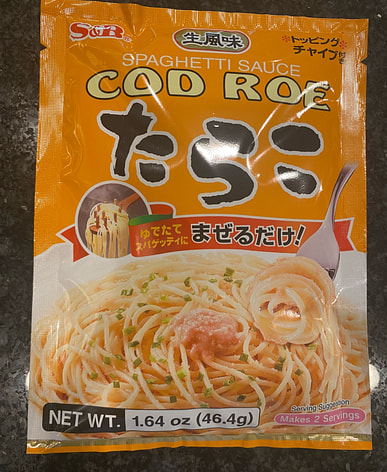 S&B
生風味
トッピング
チャイブ付き
SPAGHETTI SAUCE
COD ROE
たらこ
ゆでたて
スパゲッティに
まぜるだけ!
NET WT. 1.64 oz (46.4g)
Serving Suggestion
Makes 2 Servings